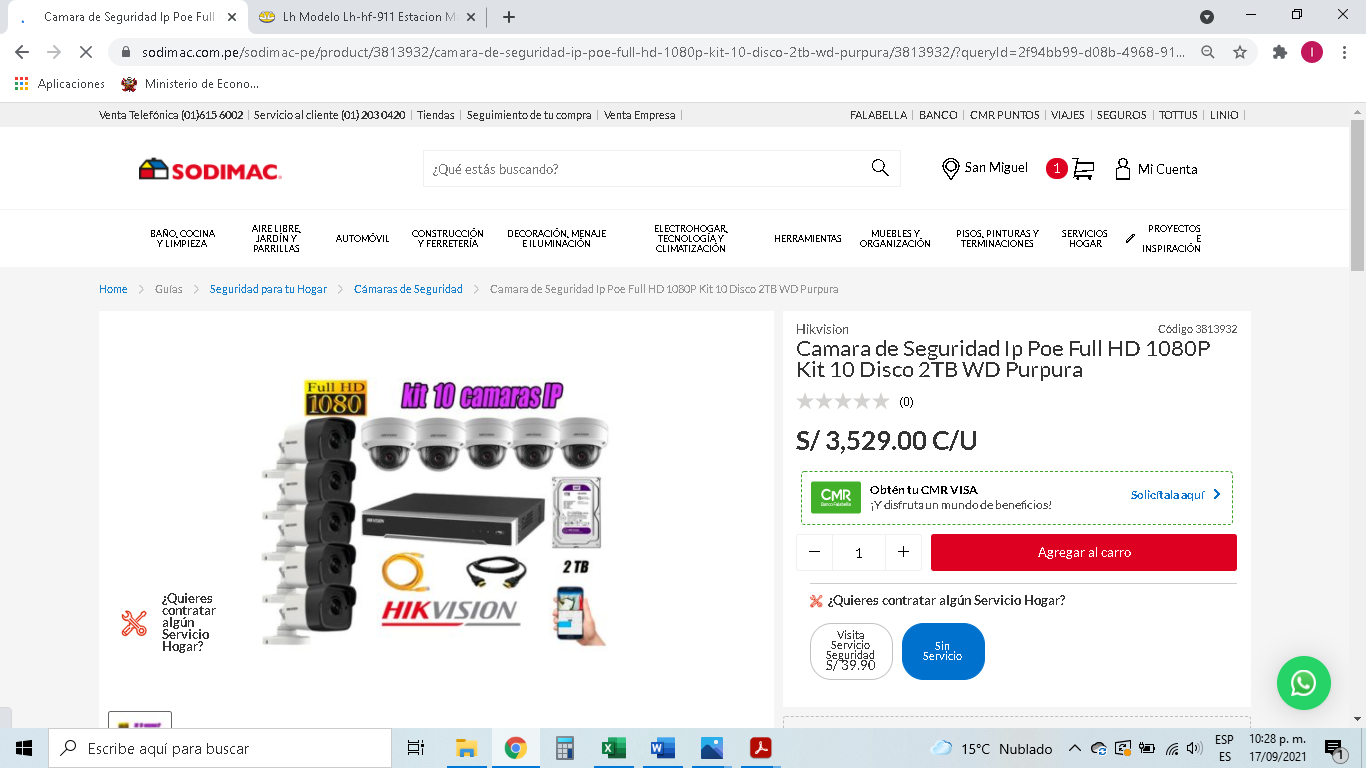 Camara de Seguridad Ip Poe Full
Lh Modelo Lh-hf-911 Estacion M
sodimac.com.pe/sodimac-pe/product/3813932/camara-de-seguridad-ip-poe-full-hd-1080p-kit-10-disco-2tb-wd-purpura/3813932/?queryId=2f94bb99-d08b-4968-91...
I
Aplicaciones
Ministerio de Econo...
Venta Telefónica (01)615 6002
Servicio al cliente (01) 203 0420
Tiendas
Seguimiento de tu compra
Venta Empresa
FALABELLA
BANCO
CMR PUNTOS
VIAJES
SEGUROS
TOTTUS
LINIO
SODIMAC
¿Qué estás buscando?
San Miguel
1
Mi Cuenta
BAÑO, COCINA
Y LIMPIEZA
AIRE LIBRE,
JARDÍN Y
PARRILLAS
AUTOMÓVIL
CONSTRUCCIÓN
Y FERRETERÍA
DECORACIÓN, MENAJE
E ILUMINACIÓN
ELECTROHOGAR,
TECNOLOGÍA Y
CLIMATIZACIÓN
HERRAMIENTAS
MUEBLES Y
ORGANIZACIÓN
PISOS, PINTURAS Y
TERMINACIONES
SERVICIOS
HOGAR
PROYECTOS
E
INSPIRACIÓN
Home
Guías
Seguridad para tu Hogar
Cámaras de Seguridad
Camara de Seguridad Ip Poe Full HD 1080P Kit 10 Disco 2TB WD Purpura
Full HD
1080
kit 10 camaras IP
2 TB
HIKVISION
¿Quieres
contratar
algún
Servicio
Hogar?
Hikvision
Código 3813932
Camara de Seguridad Ip Poe Full HD 1080P
Kit 10 Disco 2TB WD Purpura
(0)
S/ 3,529.00 C/U
CMR
Banco Falabella
Obtén tu CMR VISA
¡Y disfruta un mundo de beneficios!
Solicítala aquí
1
Agregar al carro
¿Quieres contratar algún Servicio Hogar?
Visita
Servicio
Seguridad
S/ 39.90
Sin
Servicio
Escribe aquí para buscar
15°C Nublado
ESP
ES
10:28 p. m.
17/09/2021
1